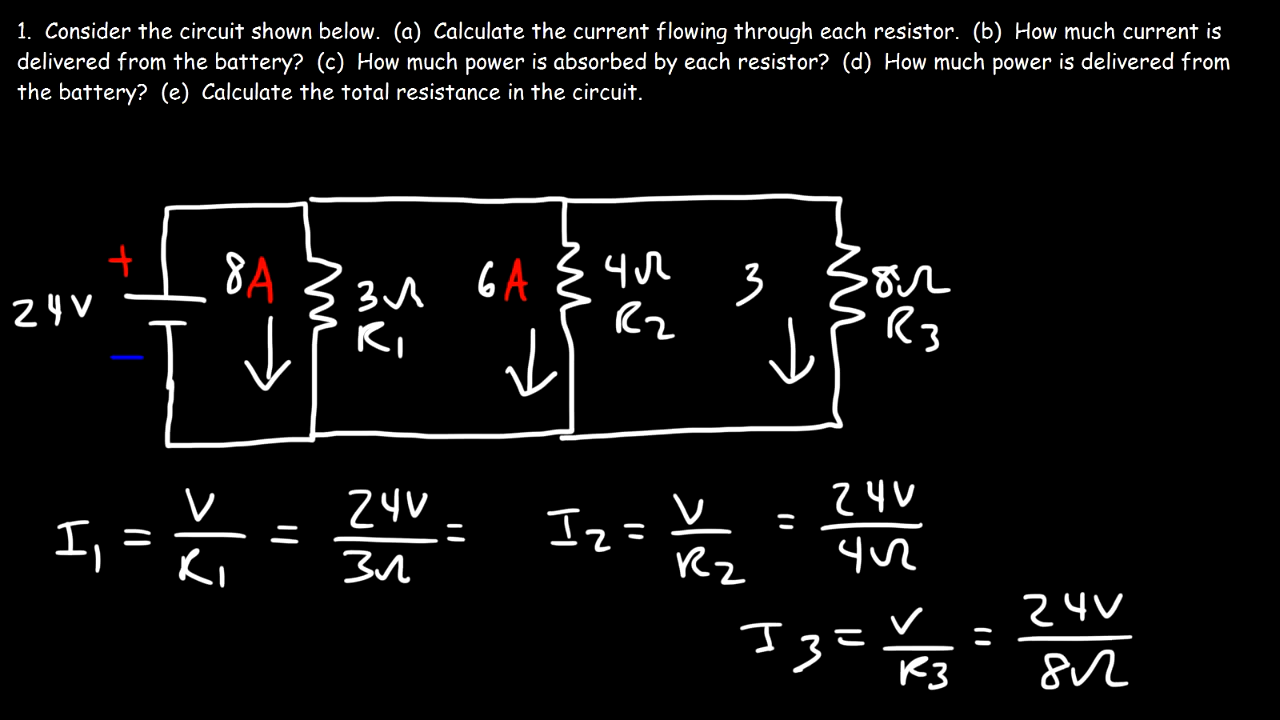 1. Consider the circuit shown below. (a) Calculate the current flowing through each resistor. (b) How much current is
delivered from the battery? (c) How much power is absorbed by each resistor? (d) How much power is delivered from
the battery? (e) Calculate the total resistance in the circuit.
+
24V
−
8A
3Ω
R1
6A
4Ω
R2
3
8Ω
R3
I1 = V/R1 = 24V/3Ω =
I2 = V/R2 = 24V/4Ω
I3 = V/R3 = 24V/8Ω